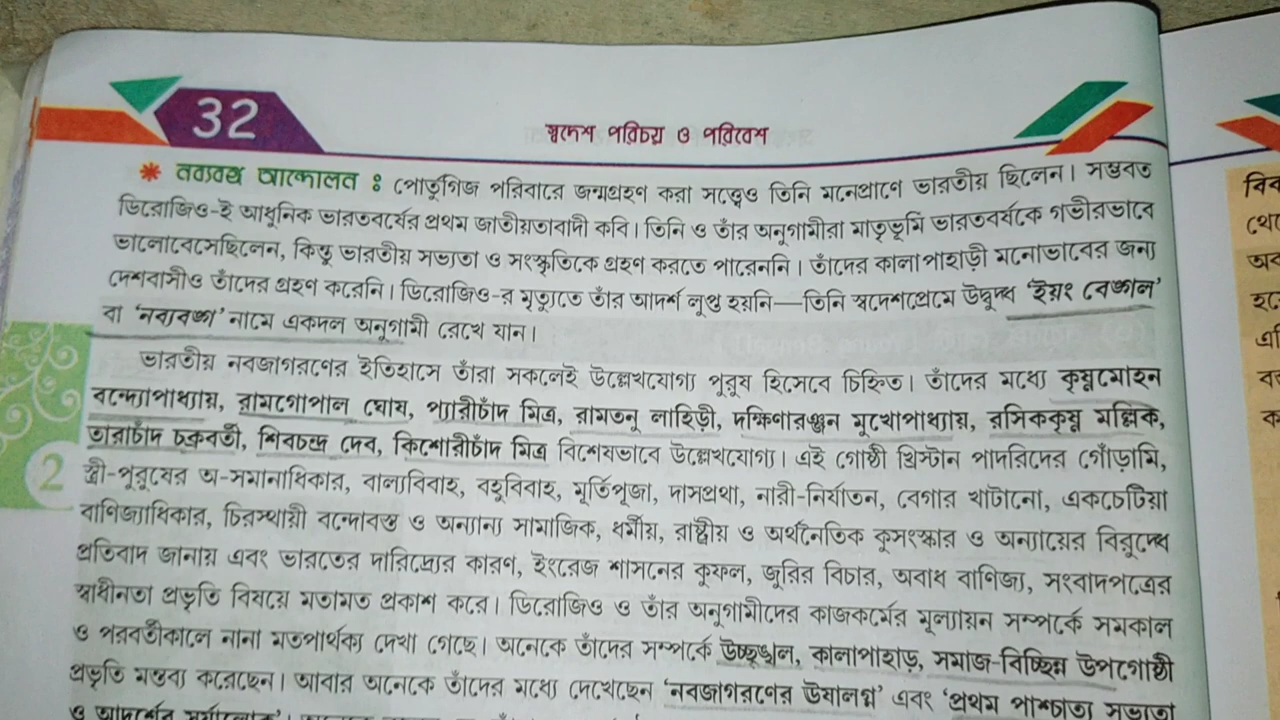 32
স্বদেশ পরিচয় ও পরিবেশ
* নব্যবঙ্গ আন্দোলন : পোর্তুগিজ পরিবারে জন্মগ্রহণ করা সত্ত্বেও তিনি মনেপ্রাণে ভারতীয় ছিলেন। সম্ভবত
ডিরোজিও-ই আধুনিক ভারতবর্ষের প্রথম জাতীয়তাবাদী কবি। তিনি ও তাঁর অনুগামীরা মাতৃভূমি ভারতবর্ষকে গভীরভাবে
ভালোবেসেছিলেন, কিন্তু ভারতীয় সভ্যতা ও সংস্কৃতিকে গ্রহণ করতে পারেননি। তাঁদের কালাপাহাড়ী মনোভাবের জন্য
দেশবাসীও তাঁদের গ্রহণ করেনি। ডিরোজিও-র মৃত্যুতে তাঁর আদর্শ লুপ্ত হয়নি—তিনি স্বদেশপ্রেমে উদ্বুদ্ধ ‘ইয়ং বেঙ্গল’
বা ‘নব্যবঙ্গ’ নামে একদল অনুগামী রেখে যান।
ভারতীয় নবজাগরণের ইতিহাসে তাঁরা সকলেই উল্লেখযোগ্য পুরুষ হিসেবে চিহ্নিত। তাঁদের মধ্যে কৃষ্ণমোহন
বন্দ্যোপাধ্যায়, রামগোপাল ঘোষ, প্যারীচাঁদ মিত্র, রামতনু লাহিড়ী, দক্ষিণারঞ্জন মুখোপাধ্যায়, রসিককৃষ্ণ মল্লিক,
তারাচাঁদ চক্রবর্তী, শিবচন্দ্র দেব, কিশোরীচাঁদ মিত্র বিশেষভাবে উল্লেখযোগ্য। এই গোষ্ঠী খ্রিস্টান পাদরিদের গোঁড়ামি,
স্ত্রী-পুরুষের অ-সমানাধিকার, বাল্যবিবাহ, বহুবিবাহ, মূর্তিপূজা, দাসপ্রথা, নারী-নির্যাতন, বেগার খাটানো, একচেটিয়া
বাণিজ্যাধিকার, চিরস্থায়ী বন্দোবস্ত ও অন্যান্য সামাজিক, ধর্মীয়, রাষ্ট্রীয় ও অর্থনৈতিক কুসংস্কার ও অন্যায়ের বিরুদ্ধে
প্রতিবাদ জানায় এবং ভারতের দারিদ্র্যের কারণ, ইংরেজ শাসনের কুফল, জুরির বিচার, অবাধ বাণিজ্য, সংবাদপত্রের
স্বাধীনতা প্রভৃতি বিষয়ে মতামত প্রকাশ করে। ডিরোজিও ও তাঁর অনুগামীদের কাজকর্মের মূল্যায়ন সম্পর্কে সমকাল
ও পরবর্তীকালে নানা মতপার্থক্য দেখা গেছে। অনেকে তাঁদের সম্পর্কে উচ্ছৃঙ্খল, কালাপাহাড়, সমাজ-বিচ্ছিন্ন উপগোষ্ঠী
প্রভৃতি মন্তব্য করেছেন। আবার অনেকে তাঁদের মধ্যে দেখেছেন ‘নবজাগরণের ঊষালগ্ন’ এবং ‘প্রথম পাশ্চাত্য সভ্যতা
2